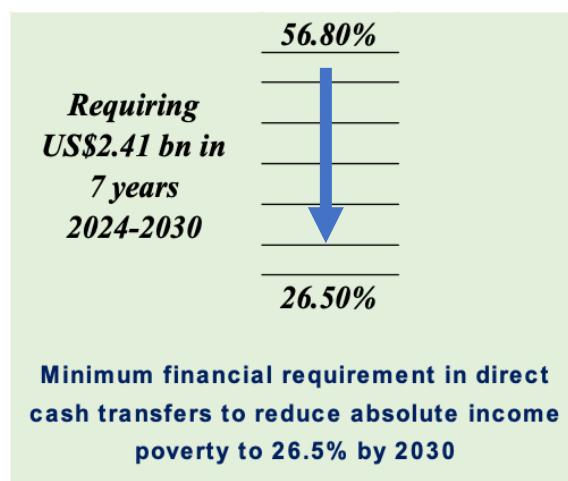 56.80%
Requiring
US$2.41 bn in
7 years
2024-2030
26.50%
Minimum financial requirement in direct
cash transfers to reduce absolute income
poverty to 26.5% by 2030